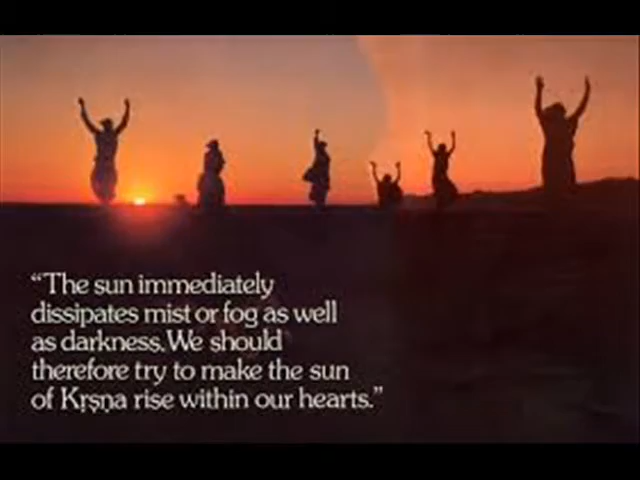 “The sun immediately
dissipates mist or fog as well
as darkness. We should
therefore try to make the sun
of Kṛṣṇa rise within our hearts.”